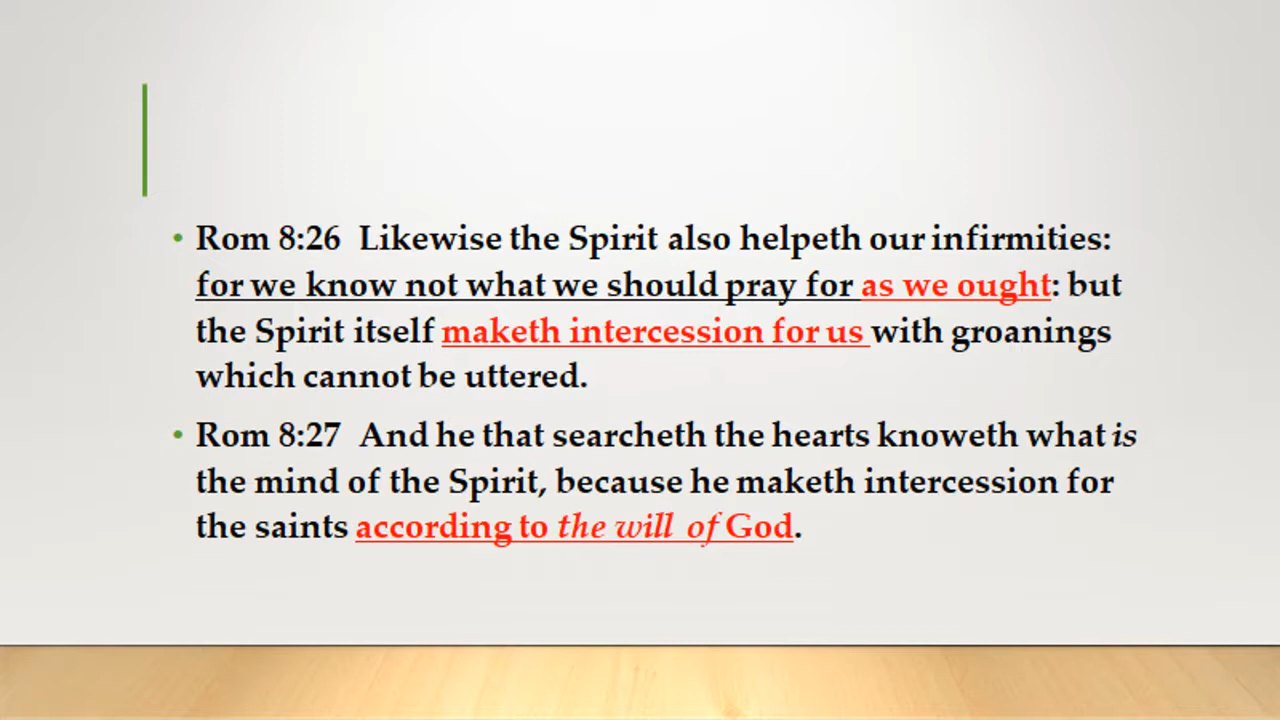 • Rom 8:26  Likewise the Spirit also helpeth our infirmities:
for we know not what we should pray for as we ought: but
the Spirit itself maketh intercession for us with groanings
which cannot be uttered.
• Rom 8:27  And he that searcheth the hearts knoweth what is
the mind of the Spirit, because he maketh intercession for
the saints according to the will of God.